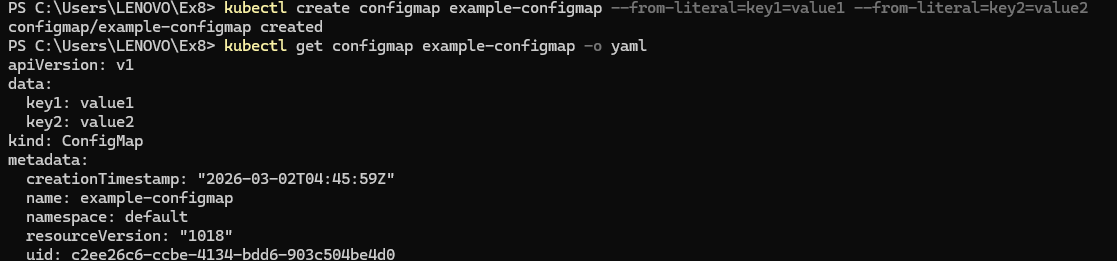 PS C:\Users\LENOVO\Ex8> kubectl create configmap example-configmap --from-literal=key1=value1 --from-literal=key2=value2
configmap/example-configmap created
PS C:\Users\LENOVO\Ex8> kubectl get configmap example-configmap -o yaml
apiVersion: v1
data:
  key1: value1
  key2: value2
kind: ConfigMap
metadata:
  creationTimestamp: "2026-03-02T04:45:59Z"
  name: example-configmap
  namespace: default
  resourceVersion: "1018"
  uid: c2ee26c6-ccbe-4134-bdd6-903c504be4d0